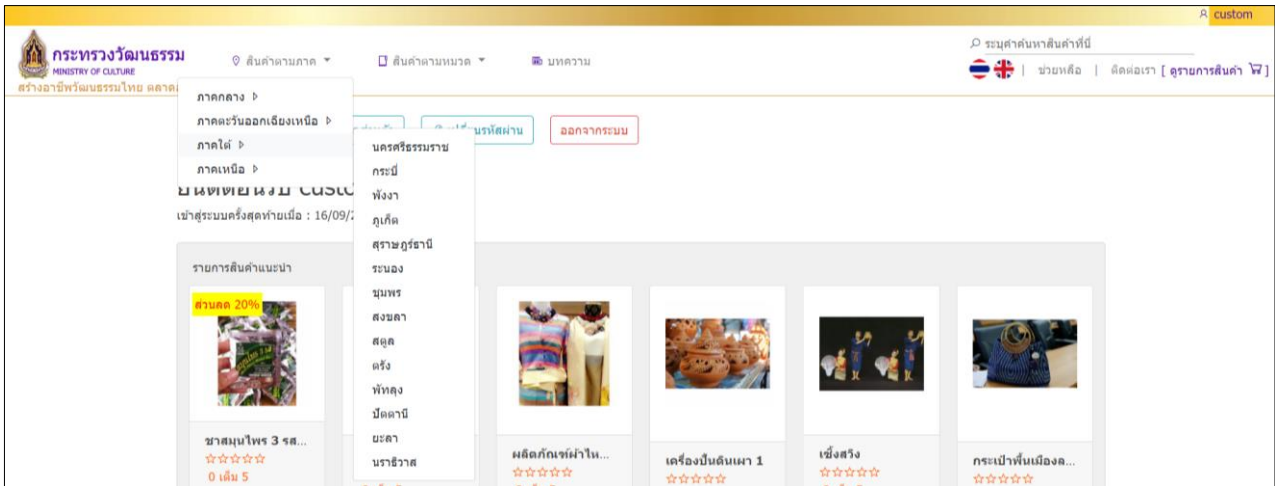 custom
กระทรวงวัฒนธรรม
MINISTRY OF CULTURE
สร้างอาชีพวัฒนธรรมไทย ตลาด
สินค้าตามภาค
สินค้าตามหมวด
บทความ
ระบุคำค้นหาสินค้าที่นี่
| ช่วยเหลือ | ติดต่อเรา [ ดูรายการสินค้า ]
ภาคกลาง
ภาคตะวันออกเฉียงเหนือ
ภาคใต้
ภาคเหนือ
นครศรีธรรมราช
กระบี่
พังงา
ภูเก็ต
สุราษฎร์ธานี
ระนอง
ชุมพร
สงขลา
สตูล
ตรัง
พัทลุง
ปัตตานี
ยะลา
นราธิวาส
รหัสผ่าน
ออกจากระบบ
ยินดีต้อนรับ custo
เข้าสู่ระบบครั้งสุดท้ายเมื่อ : 16/09/
รายการสินค้าแนะนำ
ส่วนลด 20%
ชาสมุนไพร 3 รส...
0 เต็ม 5
ผลิตภัณฑ์ผ้าไห...
เครื่องปั้นดินเผา 1
เซิ้งสวิง
กระเป๋าพื้นเมืองล...